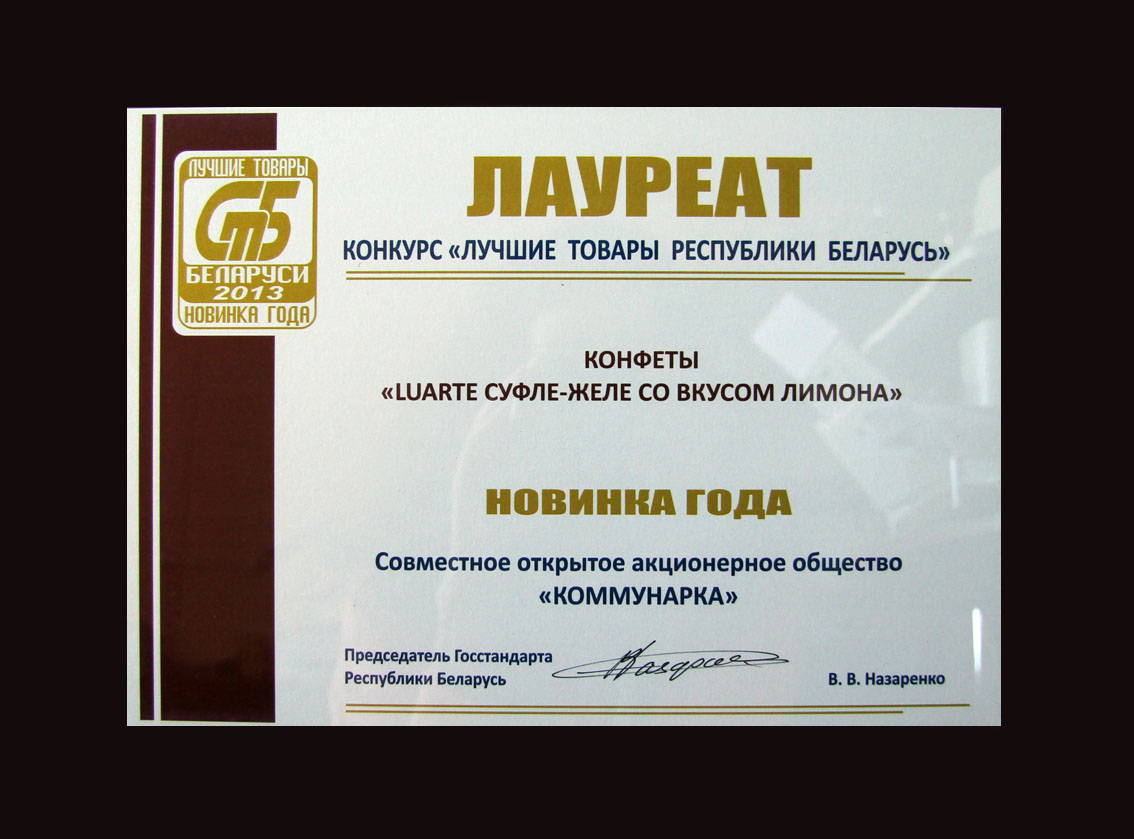 ЛУЧШИЕ ТОВАРЫ
СтБ
БЕЛАРУСИ
2013
НОВИНКА ГОДА
ЛАУРЕАТ
КОНКУРС «ЛУЧШИЕ ТОВАРЫ РЕСПУБЛИКИ БЕЛАРУСЬ»
КОНФЕТЫ
«LUARTE СУФЛЕ-ЖЕЛЕ СО ВКУСОМ ЛИМОНА»
НОВИНКА ГОДА
Совместное открытое акционерное общество
«КОММУНАРКА»
Председатель Госстандарта
Республики Беларусь
В. В. Назаренко